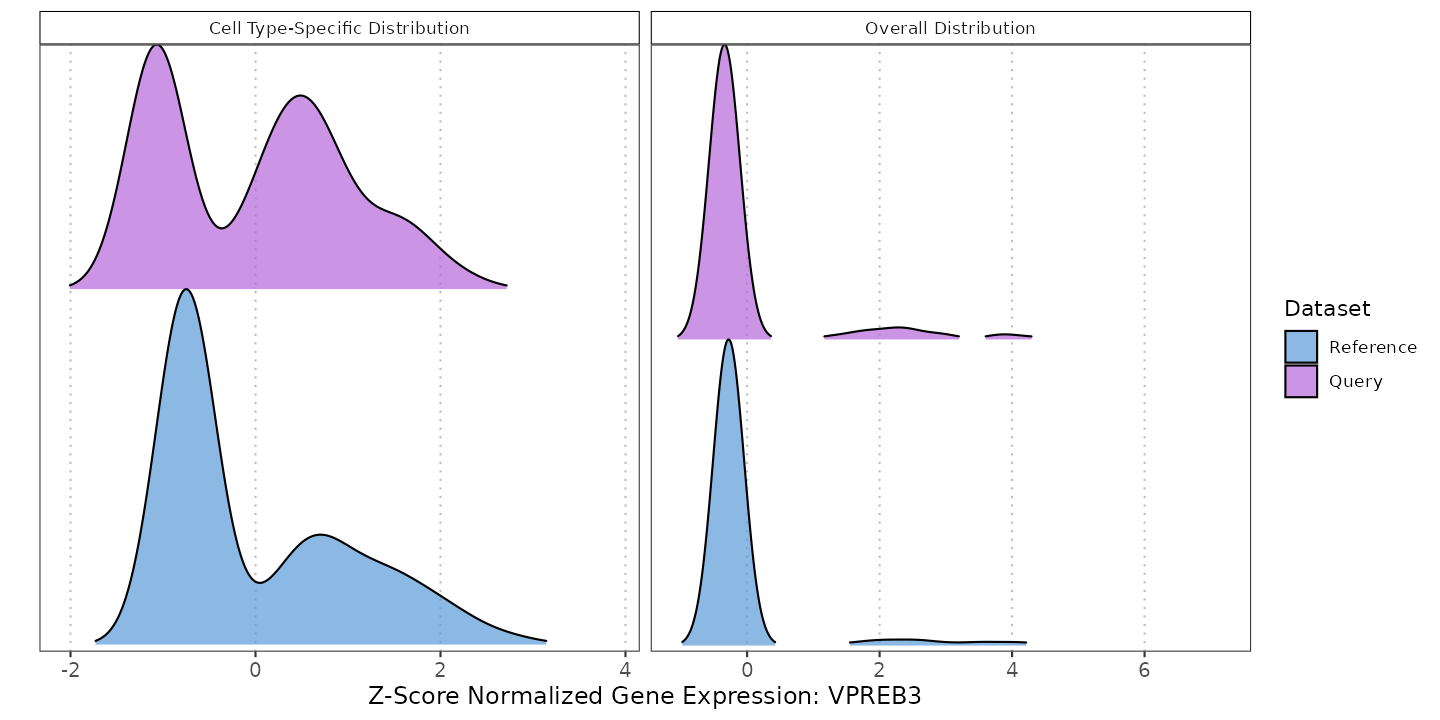 Cell Type-Specific Distribution
Overall Distribution
-2 0 2 4
0 2 4 6
Z-Score Normalized Gene Expression: VPREB3
Dataset
Reference
Query